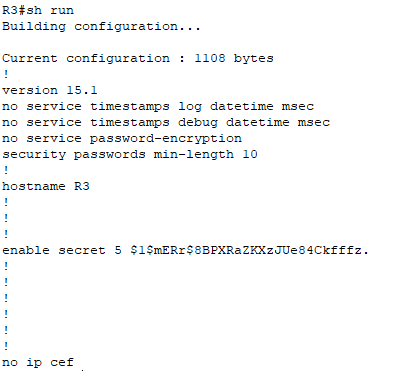 R3#sh run
Building configuration...
Current configuration : 1108 bytes
!
version 15.1
no service timestamps log datetime msec
no service timestamps debug datetime msec
no service password-encryption
security passwords min-length 10
!
hostname R3
!
!
!
enable secret 5 $1$mERr$8BPXRaZKXzJUe84Ckfffz.
!
!
!
!
!
!
no ip cef